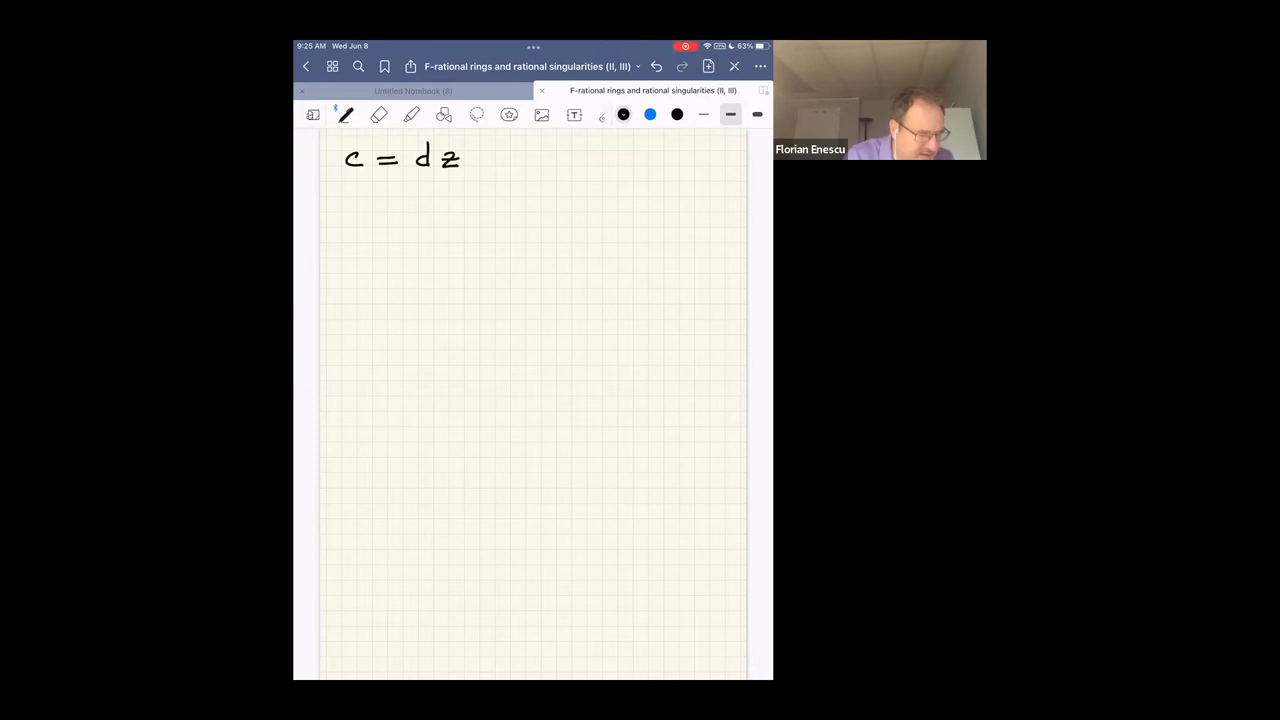 9:25 AM Wed Jun 8
63%
F-rational rings and rational singularities (II, III)
Untitled Notebook (8)
F-rational rings and rational singularities (II, III)
Florian Enescu
c = dz